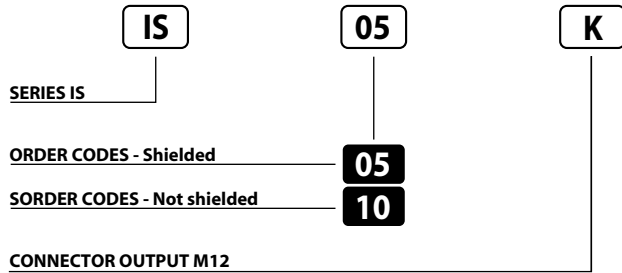 IS 05 K
SERIES IS
ORDER CODES - Shielded 05
SORDER CODES - Not shielded 10
CONNECTOR OUTPUT M12